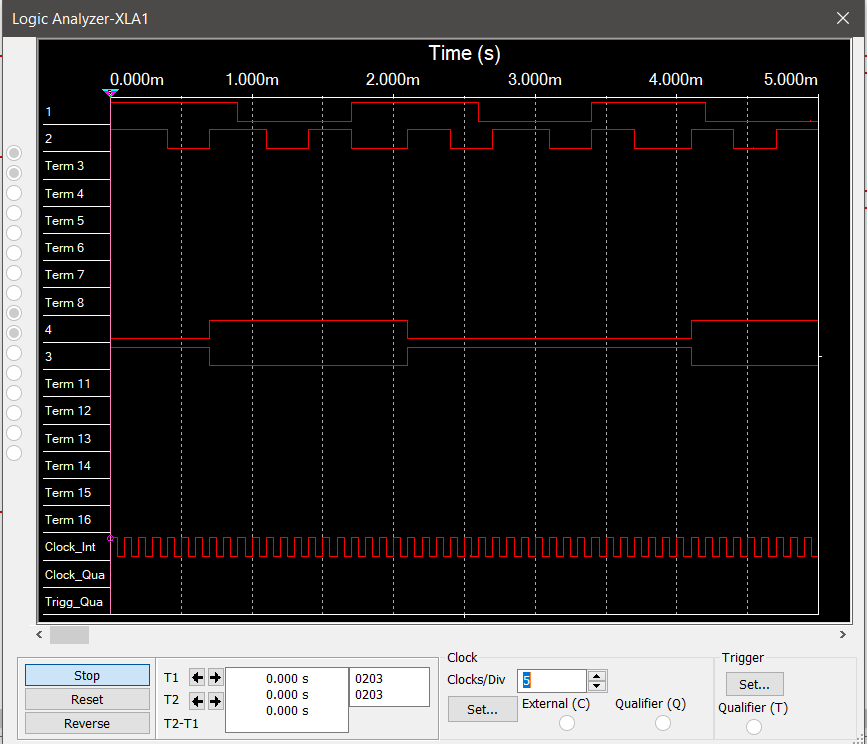 Logic Analyzer-XLA1
Time (s)
0.000m 1.000m 2.000m 3.000m 4.000m 5.000m
1
2
Term 3
Term 4
Term 5
Term 6
Term 7
Term 8
4
3
Term 11
Term 12
Term 13
Term 14
Term 15
Term 16
Clock_Int
Clock_Qua
Trigg_Qua
Stop
Reset
Reverse
T1
T2
T2-T1
0.000 s
0.000 s
0.000 s
0203
0203
Clock
Clocks/Div
5
Set...
External (C)
Qualifier (Q)
Trigger
Set...
Qualifier (T)